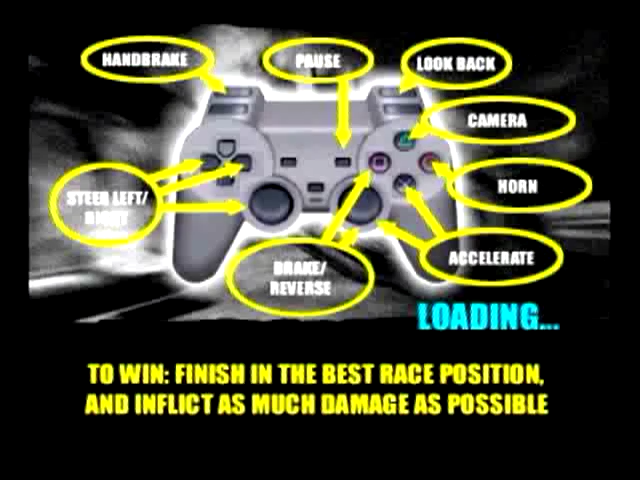 HANDBRAKE
PAUSE
LOOK BACK
CAMERA
HORN
STEER LEFT/
RIGHT
BRAKE/
REVERSE
ACCELERATE
LOADING...
TO WIN: FINISH IN THE BEST RACE POSITION,
AND INFLICT AS MUCH DAMAGE AS POSSIBLE